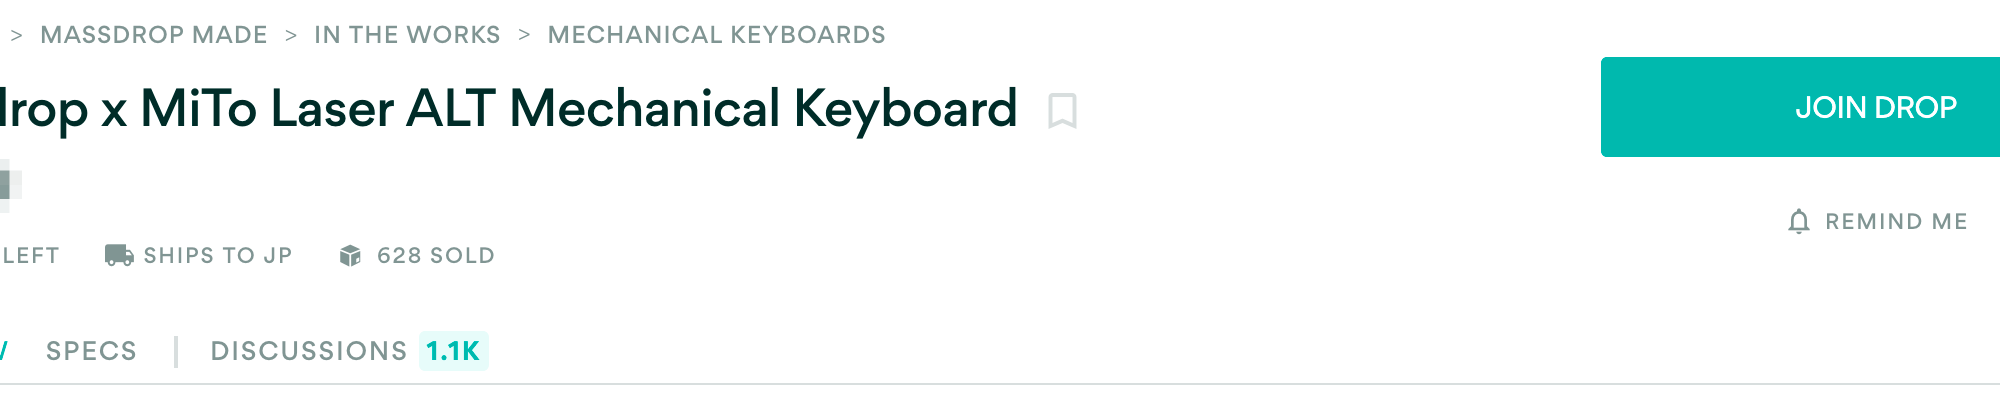 > MASSDROP MADE > IN THE WORKS > MECHANICAL KEYBOARDS
drop x MiTo Laser ALT Mechanical Keyboard
JOIN DROP
REMIND ME
LEFT SHIPS TO JP 628 SOLD
SPECS | DISCUSSIONS 1.1K